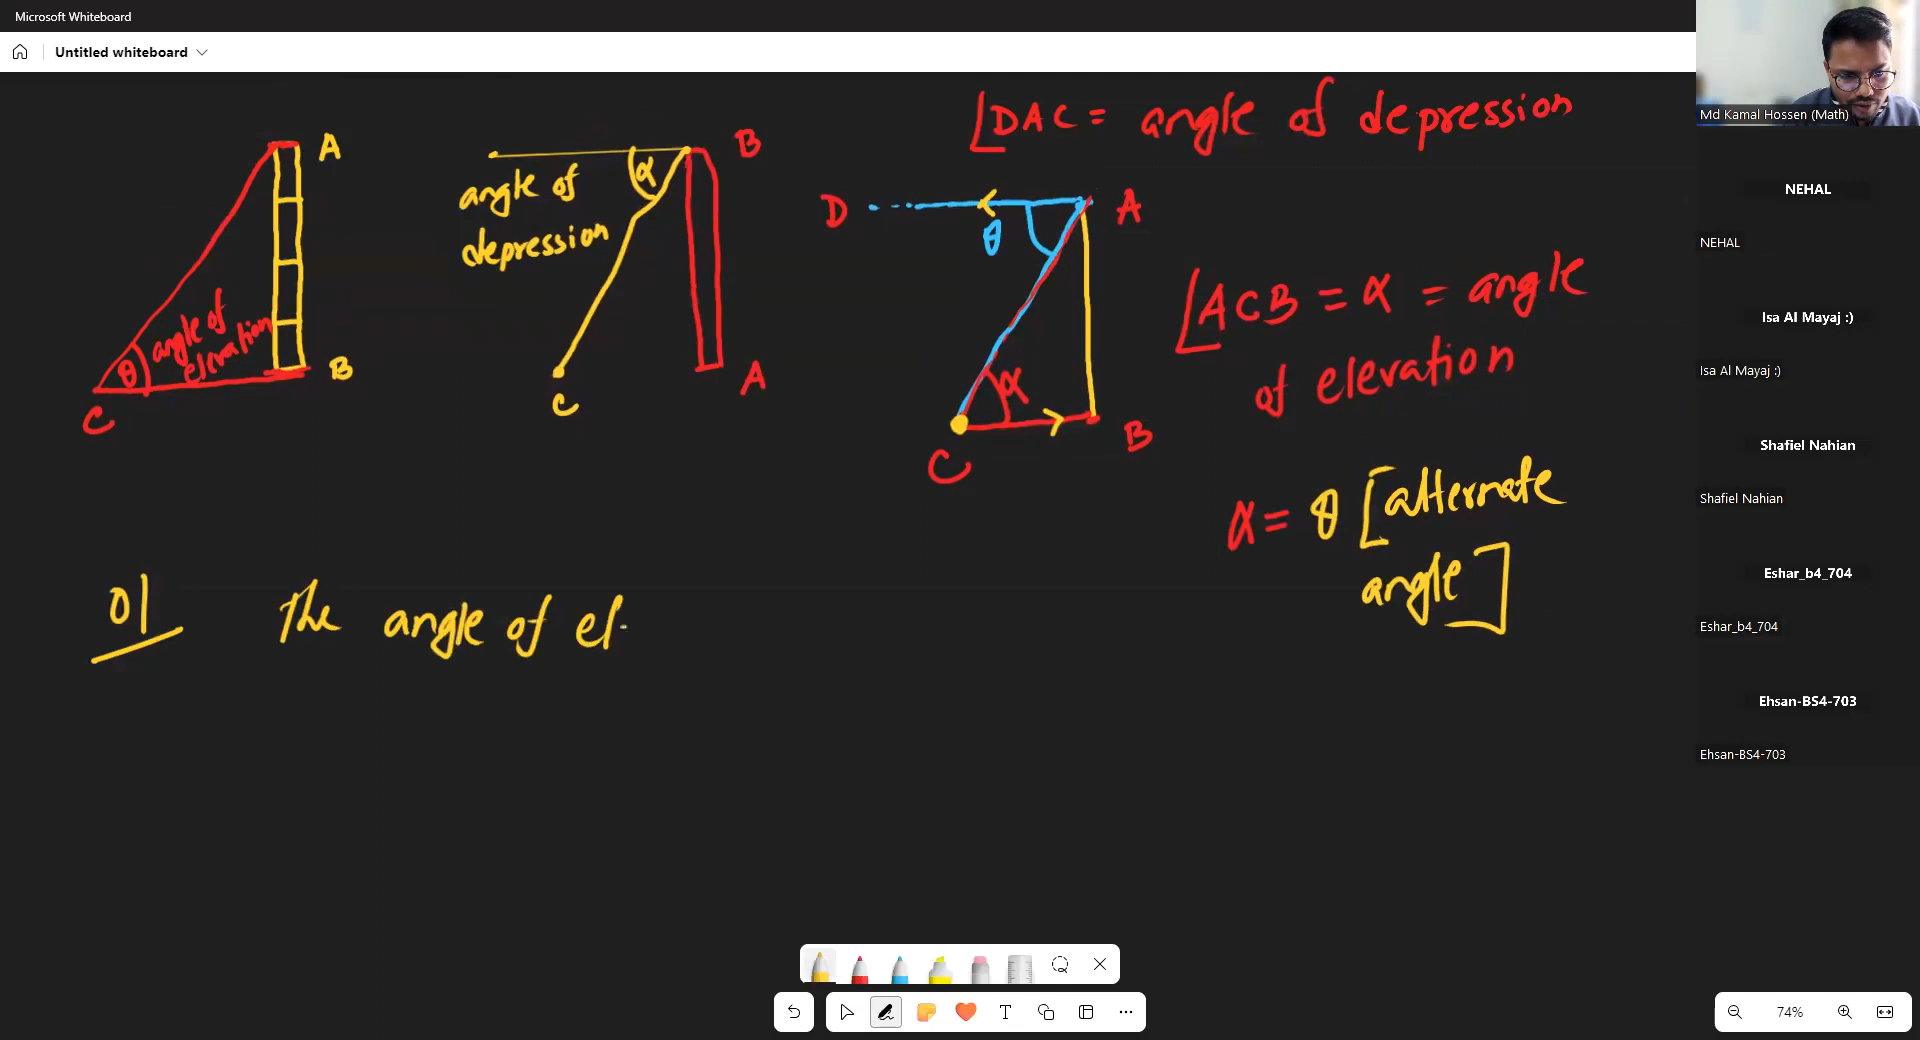 Microsoft Whiteboard
Untitled whiteboard
Md Kamal Hossen (Math)
∠DAC = angle of depression
A
angle of
elevation
θ
B
C
angle of
depression
α
B
A
C
D
A
θ
α
C
B
∠ACB = α = angle
of elevation
α = θ [alternate
angle]
01 The angle of el
NEHAL
NEHAL
Isa Al Mayaj :)
Isa Al Mayaj :)
Shafiel Nahian
Shafiel Nahian
Eshar_b4_704
Eshar_b4_704
Ehsan-BS4-703
Ehsan-BS4-703
74%